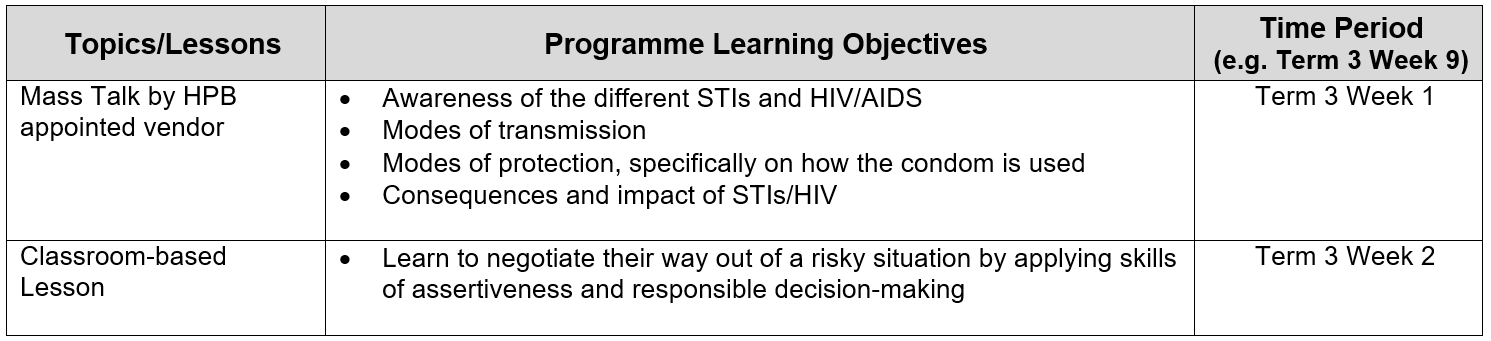 Topics/Lessons
Programme Learning Objectives
Time Period
(e.g. Term 3 Week 9)
Mass Talk by HPB
appointed vendor
• Awareness of the different STIs and HIV/AIDS
• Modes of transmission
• Modes of protection, specifically on how the condom is used
• Consequences and impact of STIs/HIV
Term 3 Week 1
Classroom-based
Lesson
• Learn to negotiate their way out of a risky situation by applying skills
of assertiveness and responsible decision-making
Term 3 Week 2